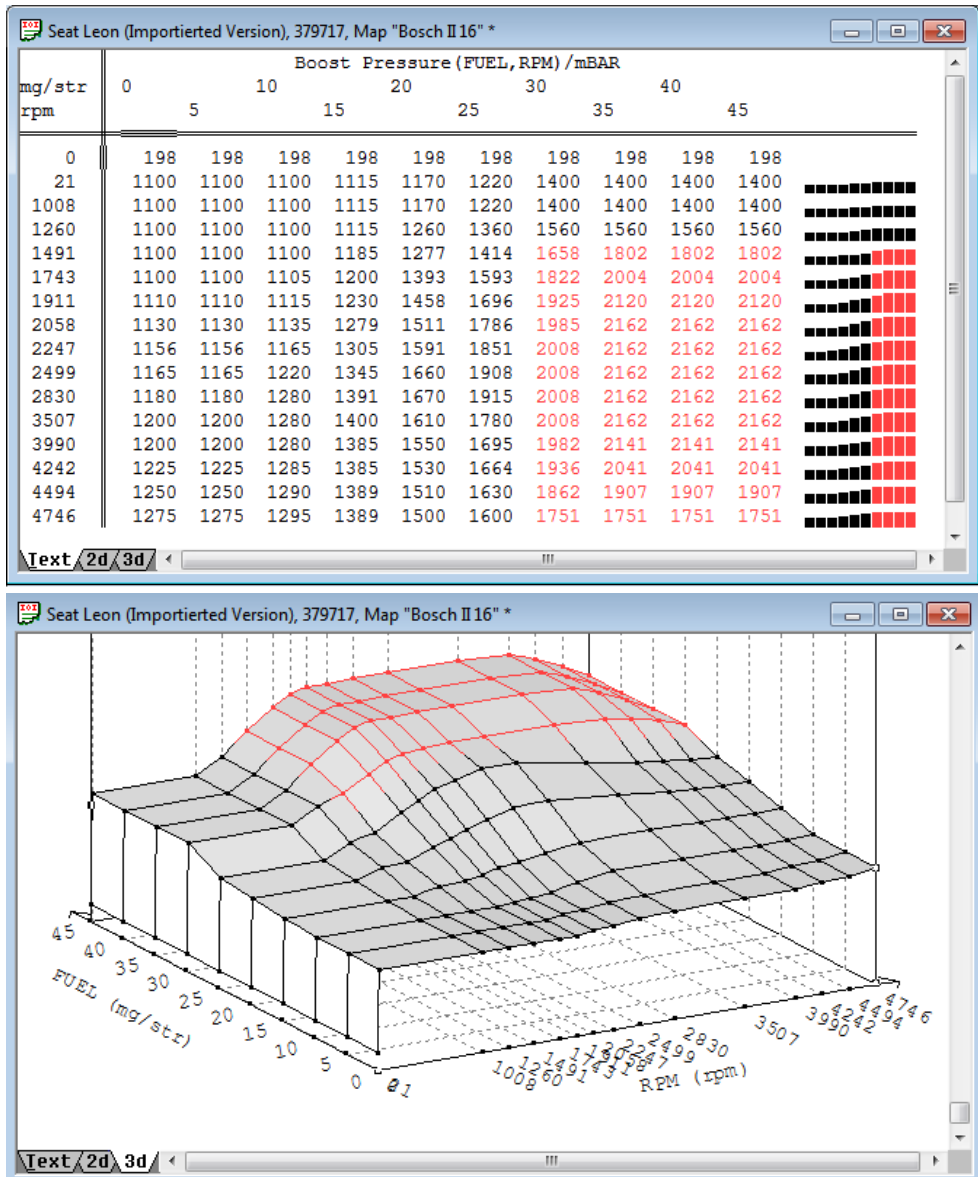 Seat Leon (Importierted Version), 379717, Map "Bosch II 16" *
Boost Pressure(FUEL,RPM)/mBAR
mg/str 0 10 20 30 40
rpm 5 15 25 35 45
0 198 198 198 198 198 198 198 198 198 198
21 1100 1100 1100 1115 1170 1220 1400 1400 1400 1400
1008 1100 1100 1100 1115 1170 1220 1400 1400 1400 1400
1260 1100 1100 1100 1115 1260 1360 1560 1560 1560 1560
1491 1100 1100 1100 1185 1277 1414 1658 1802 1802 1802
1743 1100 1100 1105 1200 1393 1593 1822 2004 2004 2004
1911 1110 1110 1115 1230 1458 1696 1925 2120 2120 2120
2058 1130 1130 1135 1279 1511 1786 1985 2162 2162 2162
2247 1156 1156 1165 1305 1591 1851 2008 2162 2162 2162
2499 1165 1165 1220 1345 1660 1908 2008 2162 2162 2162
2830 1180 1180 1280 1391 1670 1915 2008 2162 2162 2162
3507 1200 1200 1280 1400 1610 1780 2008 2162 2162 2162
3990 1200 1200 1280 1385 1550 1695 1982 2141 2141 2141
4242 1225 1225 1285 1385 1530 1664 1936 2041 2041 2041
4494 1250 1250 1290 1389 1510 1630 1862 1907 1907 1907
4746 1275 1275 1295 1389 1500 1600 1751 1751 1751 1751
Text 2d 3d
Seat Leon (Importierted Version), 379717, Map "Bosch II 16" *
45 40 35 30 25 20 15 10 5 0
FUEL (mg/str)
21 1008 1260 1491 1743 1911 2058 2247 2499 2830 3507 3990 4242 4494 4746
RPM (rpm)
Text 2d 3d